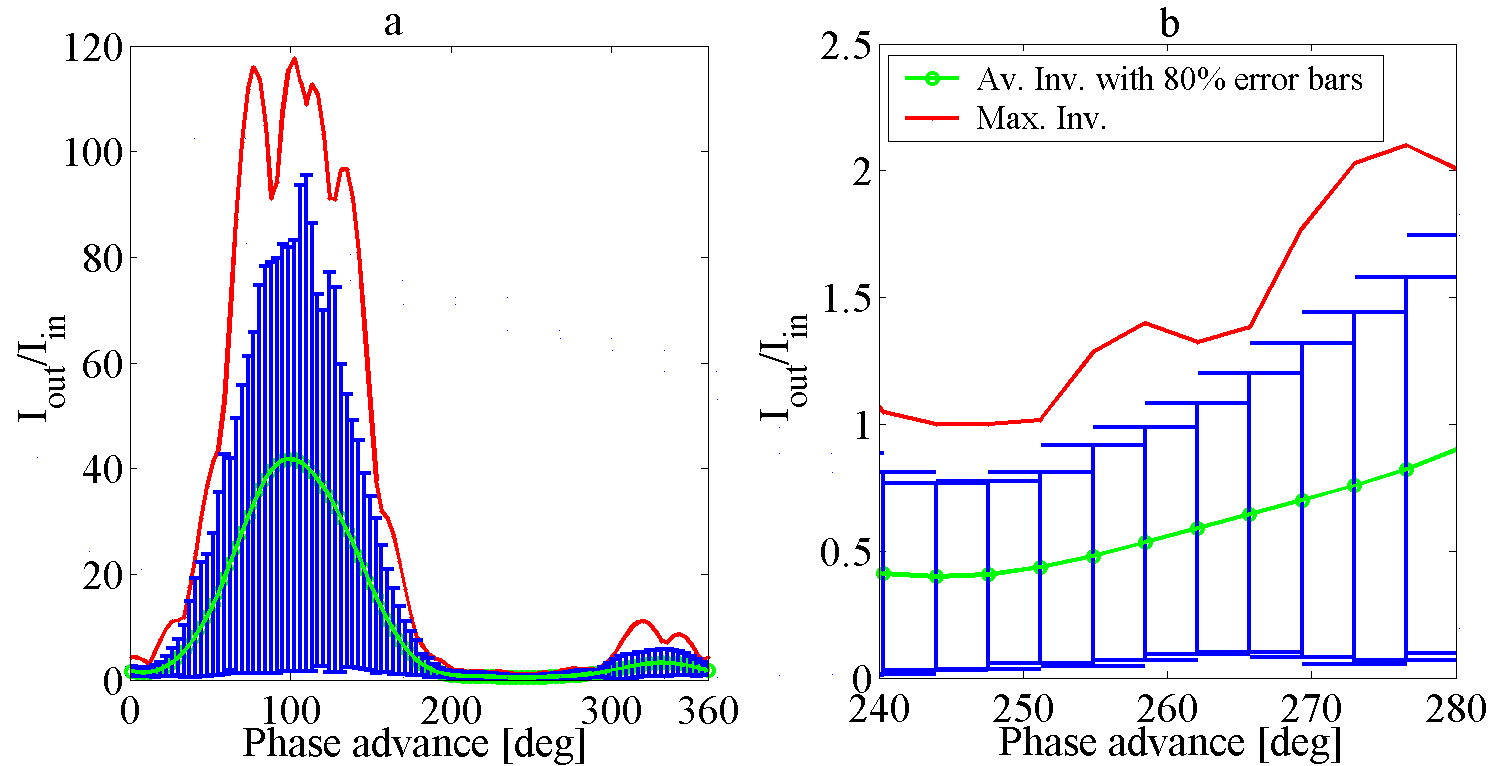 a
120
100
80
60
40
20
0
I_out/I_in
0 100 200 300 360
Phase advance [deg]
b
2.5
2
1.5
1
0.5
0
I_out/I_in
Av. Inv. with 80% error bars
Max. Inv.
240 250 260 270 280
Phase advance [deg]